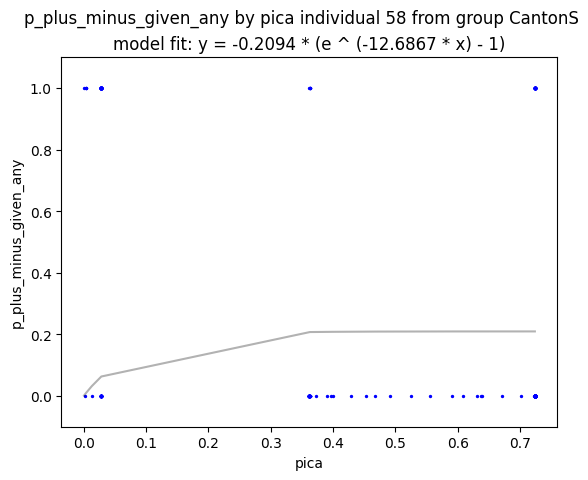 p_plus_minus_given_any by pica individual 58 from group CantonS
model fit: y = -0.2094 * (e ^ (-12.6867 * x) - 1)
1.0
0.8
0.6
0.4
0.2
0.0
p_plus_minus_given_any
0.0 0.1 0.2 0.3 0.4 0.5 0.6 0.7
pica